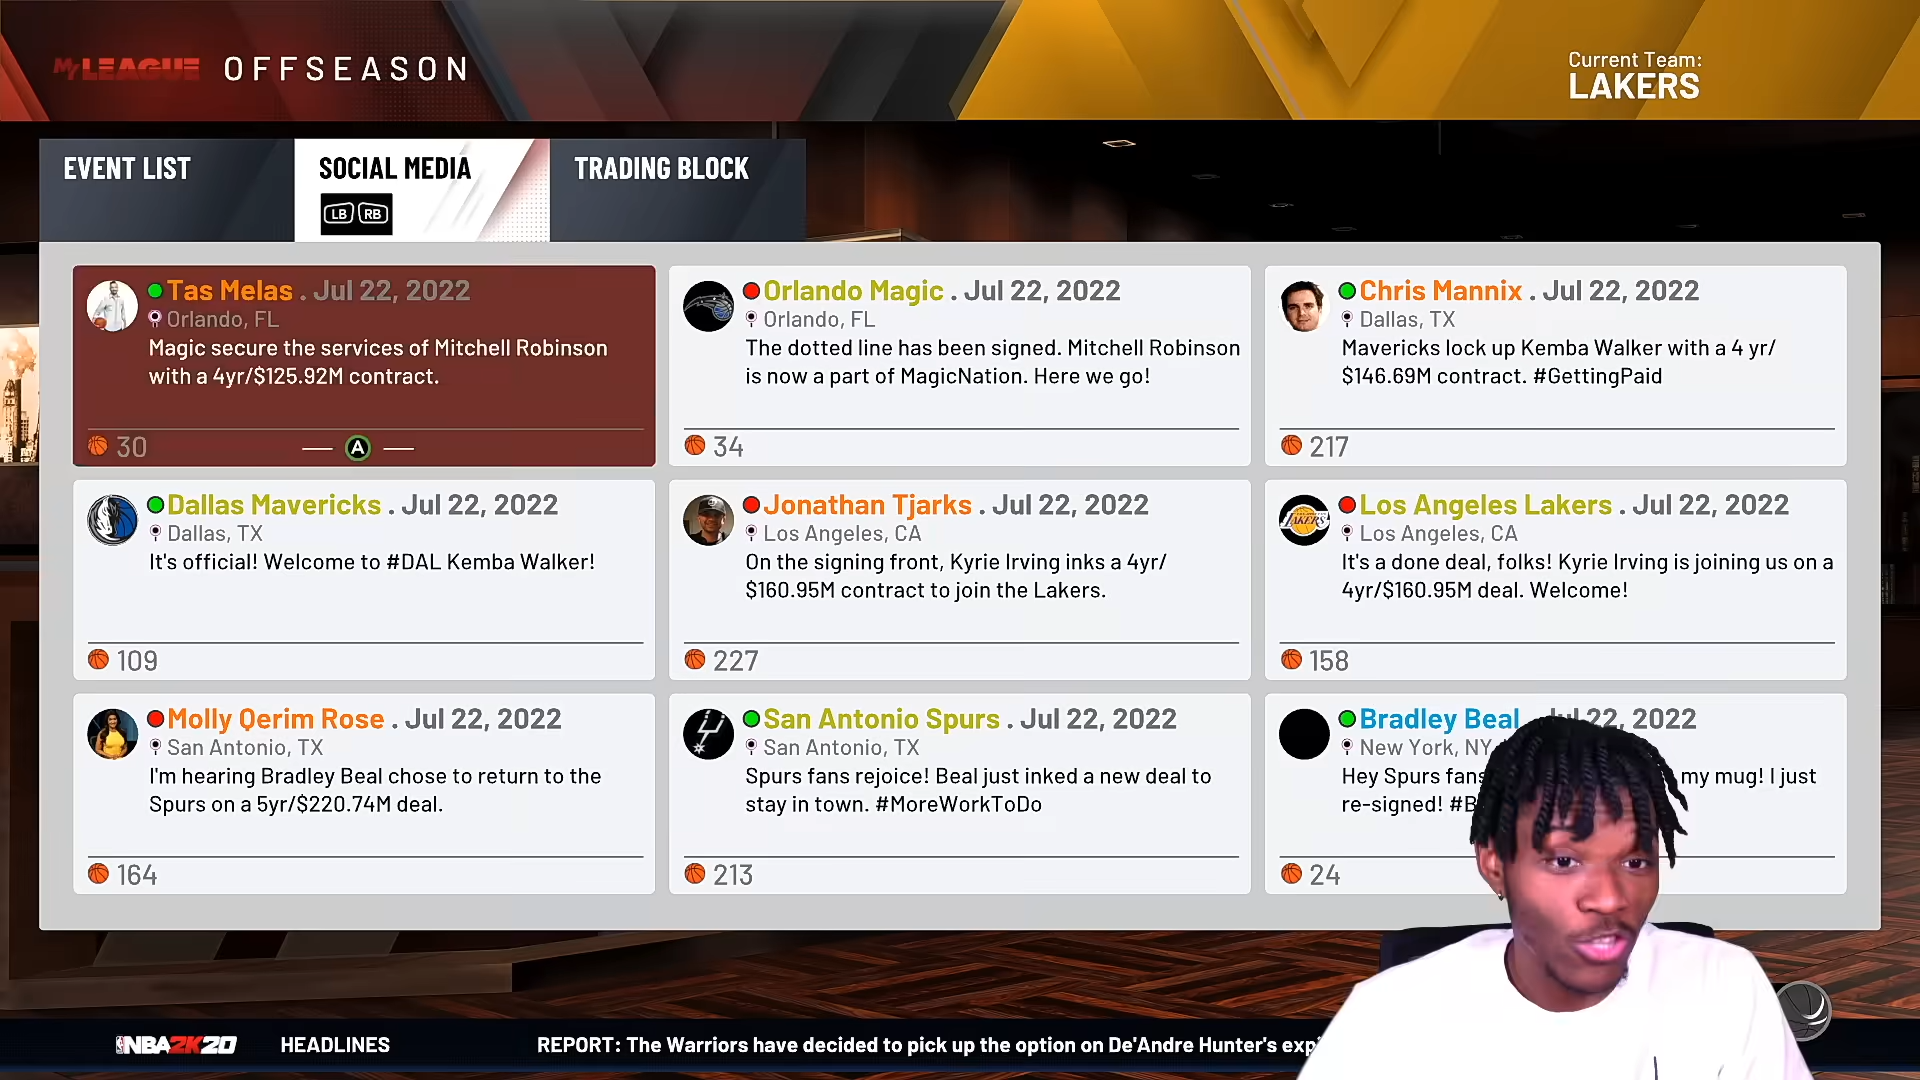 MyLEAGUE OFFSEASON
Current Team:
LAKERS
EVENT LIST
SOCIAL MEDIA
TRADING BLOCK
LB RB
Tas Melas . Jul 22, 2022
Orlando, FL
Magic secure the services of Mitchell Robinson
with a 4yr/$125.92M contract.
30
A
Orlando Magic . Jul 22, 2022
Orlando, FL
The dotted line has been signed. Mitchell Robinson
is now a part of MagicNation. Here we go!
34
Chris Mannix . Jul 22, 2022
Dallas, TX
Mavericks lock up Kemba Walker with a 4 yr/
$146.69M contract. #GettingPaid
217
Dallas Mavericks . Jul 22, 2022
Dallas, TX
It's official! Welcome to #DAL Kemba Walker!
109
Jonathan Tjarks . Jul 22, 2022
Los Angeles, CA
On the signing front, Kyrie Irving inks a 4yr/
$160.95M contract to join the Lakers.
227
Los Angeles Lakers . Jul 22, 2022
Los Angeles, CA
It's a done deal, folks! Kyrie Irving is joining us on a
4yr/$160.95M deal. Welcome!
158
Molly Qerim Rose . Jul 22, 2022
San Antonio, TX
I'm hearing Bradley Beal chose to return to the
Spurs on a 5yr/$220.74M deal.
164
San Antonio Spurs . Jul 22, 2022
San Antonio, TX
Spurs fans rejoice! Beal just inked a new deal to
stay in town. #MoreWorkToDo
213
Bradley Beal . Jul 22, 2022
New York, NY
Hey Spurs fans my mug! I just
re-signed!
24
NBA2K20 HEADLINES REPORT: The Warriors have decided to pick up the option on De'Andre Hunter's